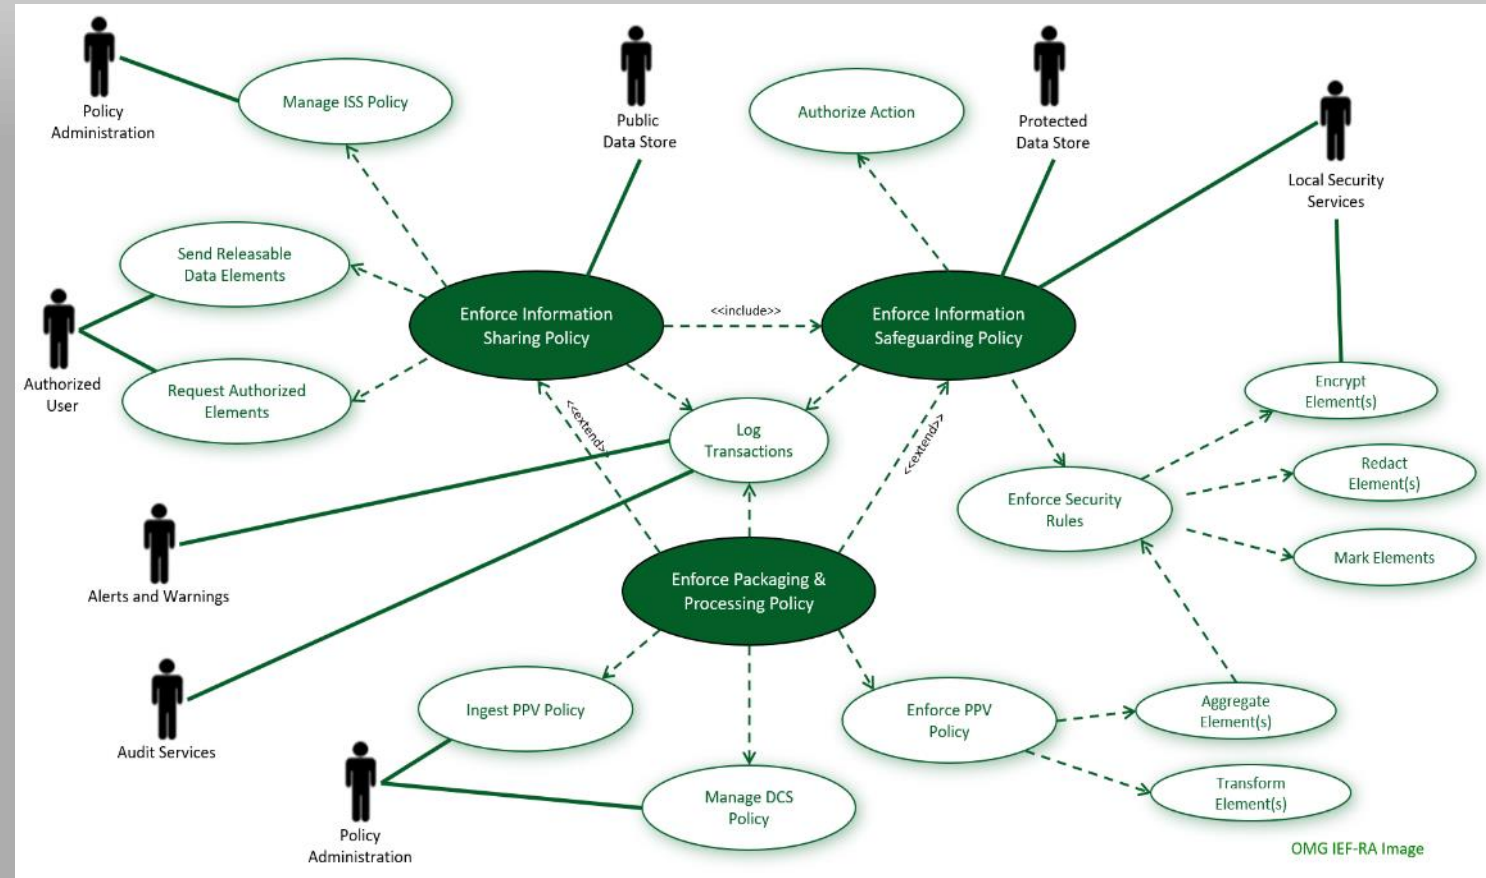 Policy
Administration
Manage ISS Policy
Public
Data Store
Authorize Action
Protected
Data Store
Local Security
Services
Send Releasable
Data Elements
Authorized
User
Request Authorized
Elements
Enforce Information
Sharing Policy
<<include>>
Enforce Information
Safeguarding Policy
<<extend>>
Log
Transactions
<<extend>>
Encrypt
Element(s)
Redact
Element(s)
Enforce Security
Rules
Mark Elements
Alerts and Warnings
Enforce Packaging &
Processing Policy
Audit Services
Ingest PPV Policy
Enforce PPV
Policy
Aggregate
Element(s)
Policy
Administration
Manage DCS
Policy
Transform
Element(s)
OMG IEF-RA Image